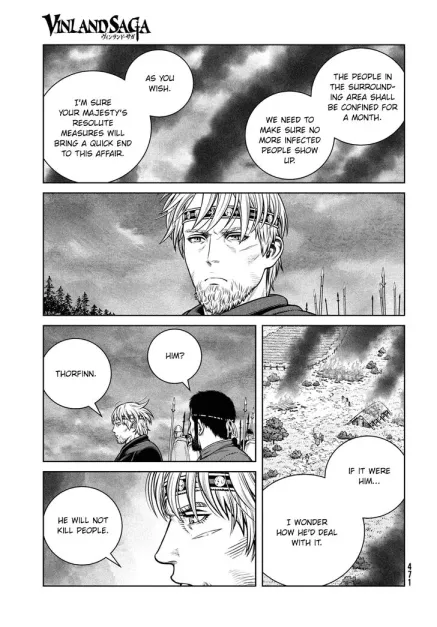 VINLAND SAGA
ヴィンランド・サガ
THE PEOPLE
IN THE
SURROUND-
ING AREA SHALL
BE CONFINED
FOR A
MONTH.
WE NEED TO
MAKE SURE NO
MORE INFECTED
PEOPLE SHOW
UP.
AS YOU
WISH.
I'M SURE
YOUR MAJESTY'S
RESOLUTE
MEASURES WILL
BRING A QUICK END
TO THIS AFFAIR.
IF IT WERE
HIM...
I WONDER
HOW HE'D DEAL
WITH IT.
HIM?
THORFINN.
HE WILL NOT
KILL PEOPLE.
471